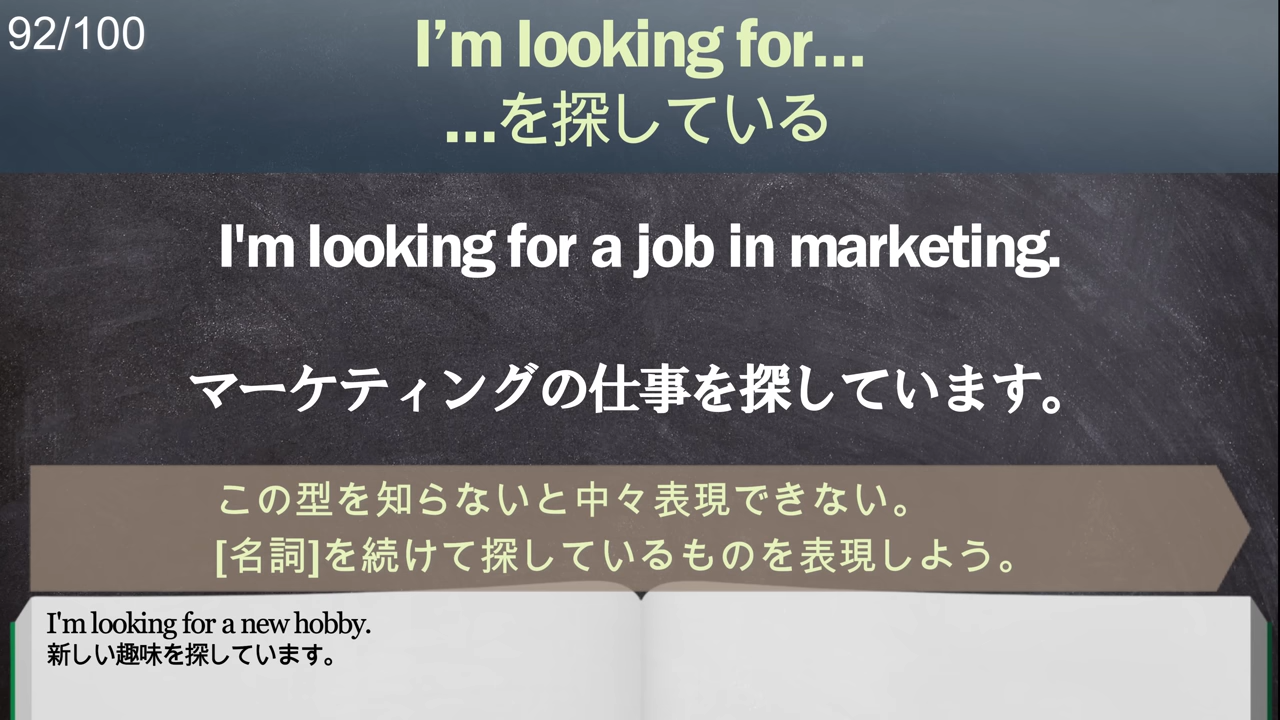 92/100
I’m looking for...
...を探している
I'm looking for a job in marketing.
マーケティングの仕事を探しています。
この型を知らないと中々表現できない。
[名詞]を続けて探しているものを表現しよう。
I'm looking for a new hobby.
新しい趣味を探しています。